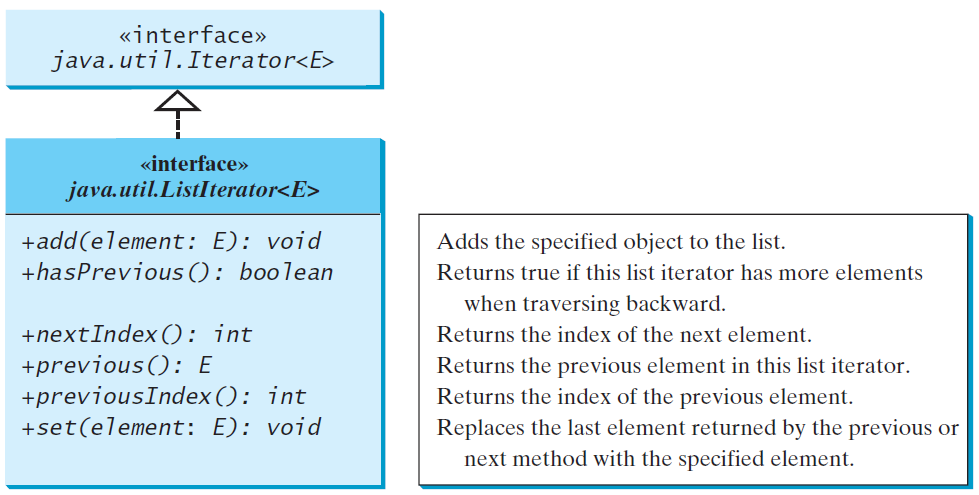 «interface»
java.util.Iterator<E>
«interface»
java.util.ListIterator<E>
+add(element: E): void
+hasPrevious(): boolean
+nextIndex(): int
+previous(): E
+previousIndex(): int
+set(element: E): void
Adds the specified object to the list.
Returns true if this list iterator has more elements
when traversing backward.
Returns the index of the next element.
Returns the previous element in this list iterator.
Returns the index of the previous element.
Replaces the last element returned by the previous or
next method with the specified element.